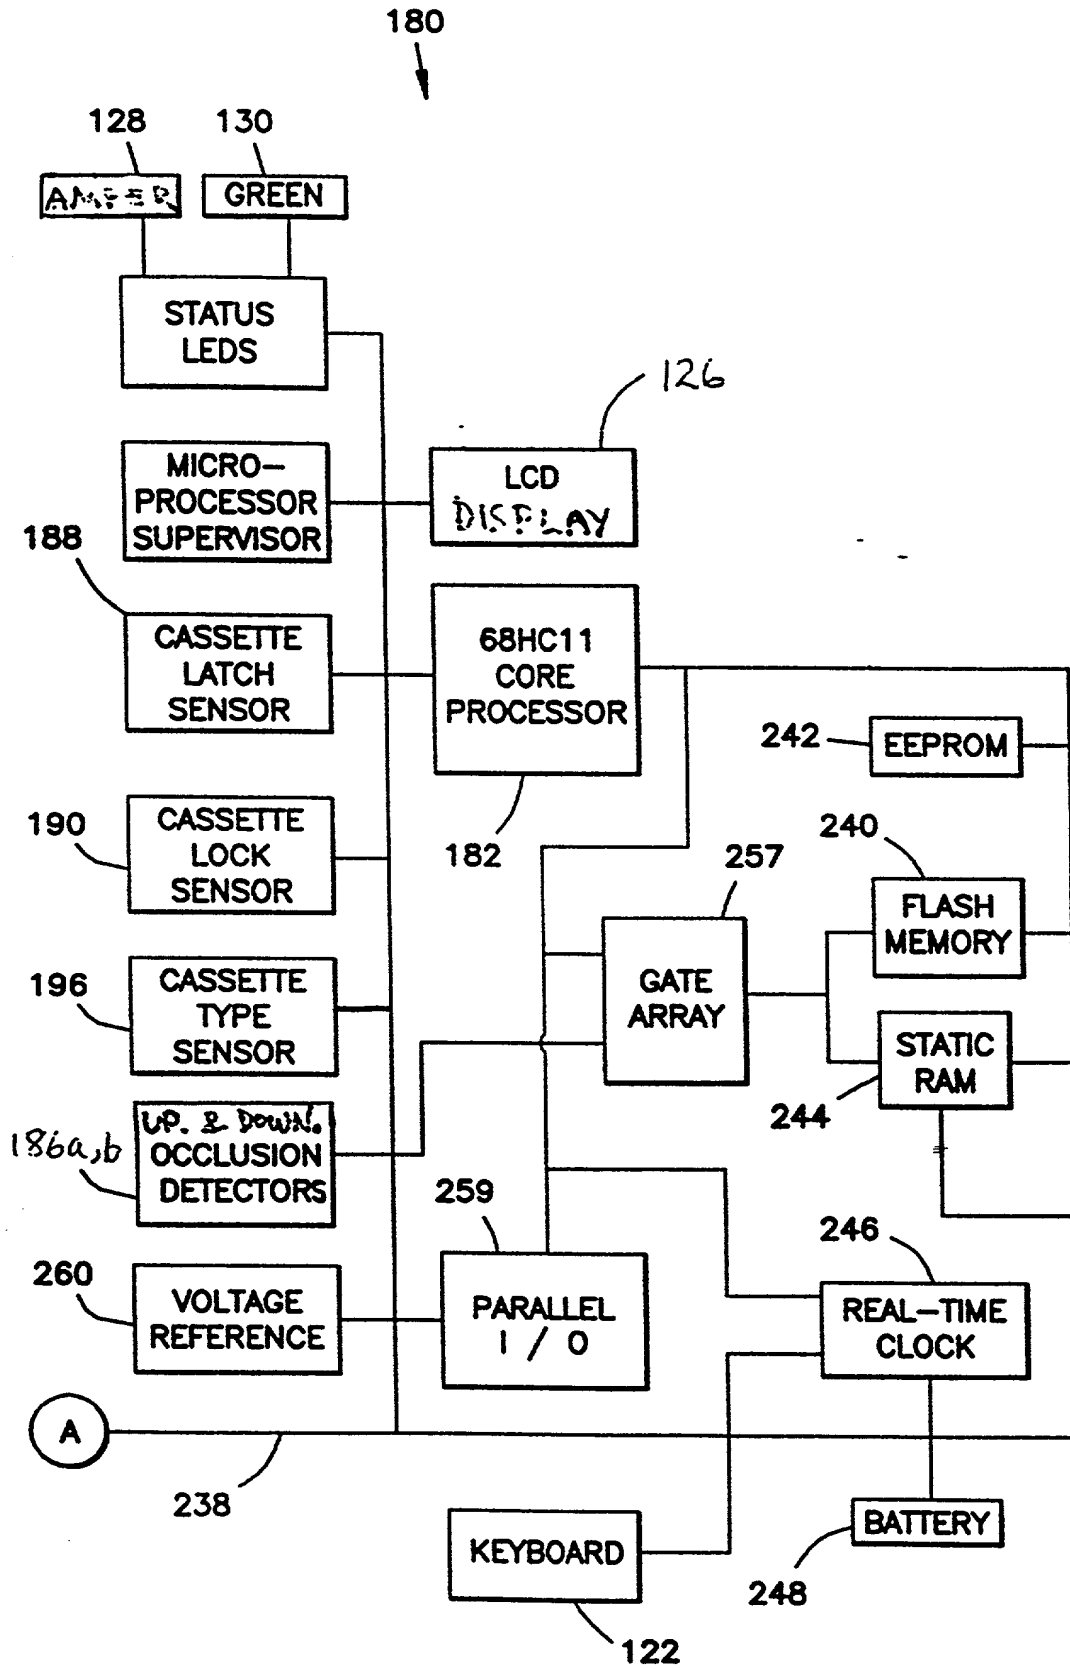 180
128
130
AMBER
GREEN
STATUS
LEDS
126
MICRO-
PROCESSOR
SUPERVISOR
LCD
DISPLAY
188
CASSETTE
LATCH
SENSOR
68HC11
CORE
PROCESSOR
182
242
EEPROM
190
CASSETTE
LOCK
SENSOR
240
FLASH
MEMORY
257
GATE
ARRAY
196
CASSETTE
TYPE
SENSOR
STATIC
RAM
244
186a,b
UP. & DOWN.
OCCLUSION
DETECTORS
259
PARALLEL
I / O
246
REAL-TIME
CLOCK
260
VOLTAGE
REFERENCE
A
238
KEYBOARD
122
BATTERY
248